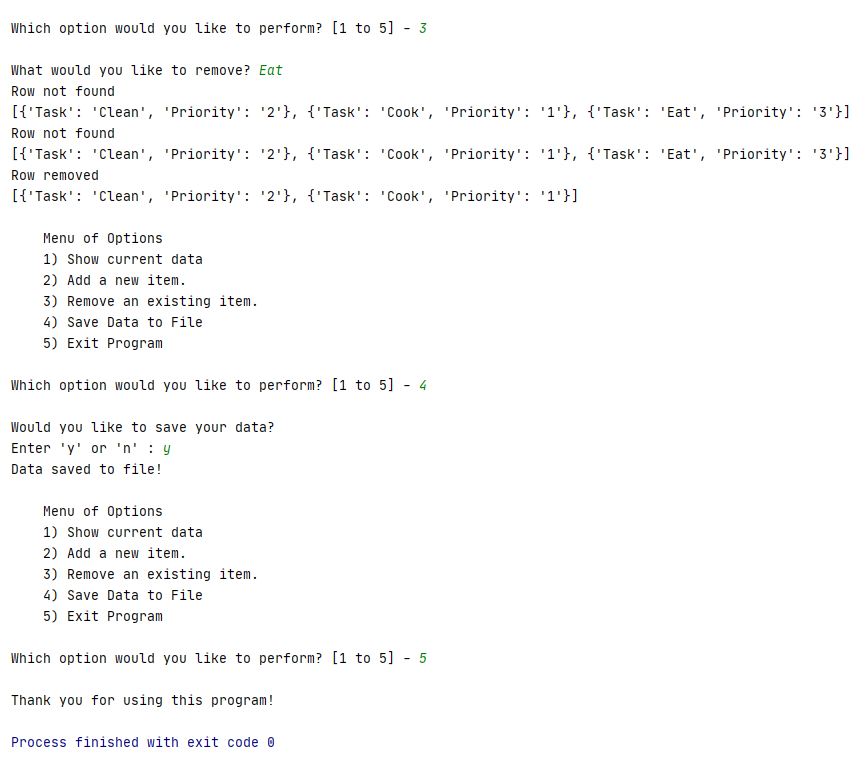 Which option would you like to perform? [1 to 5] - 3
What would you like to remove? Eat
Row not found
[{'Task': 'Clean', 'Priority': '2'}, {'Task': 'Cook', 'Priority': '1'}, {'Task': 'Eat', 'Priority': '3'}]
Row not found
[{'Task': 'Clean', 'Priority': '2'}, {'Task': 'Cook', 'Priority': '1'}, {'Task': 'Eat', 'Priority': '3'}]
Row removed
[{'Task': 'Clean', 'Priority': '2'}, {'Task': 'Cook', 'Priority': '1'}]
Menu of Options
1) Show current data
2) Add a new item.
3) Remove an existing item.
4) Save Data to File
5) Exit Program
Which option would you like to perform? [1 to 5] - 4
Would you like to save your data?
Enter 'y' or 'n' : y
Data saved to file!
Menu of Options
1) Show current data
2) Add a new item.
3) Remove an existing item.
4) Save Data to File
5) Exit Program
Which option would you like to perform? [1 to 5] - 5
Thank you for using this program!
Process finished with exit code 0